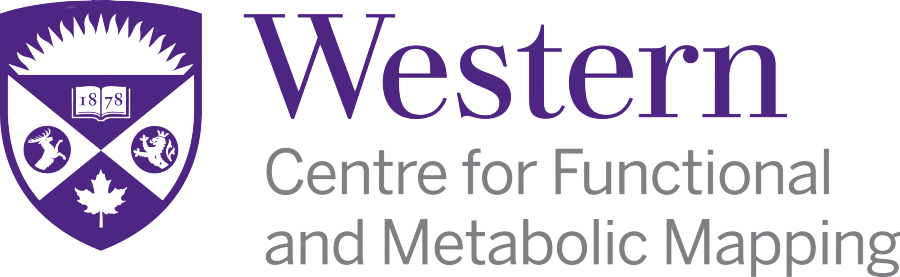 1878
Western
Centre for Functional
and Metabolic Mapping